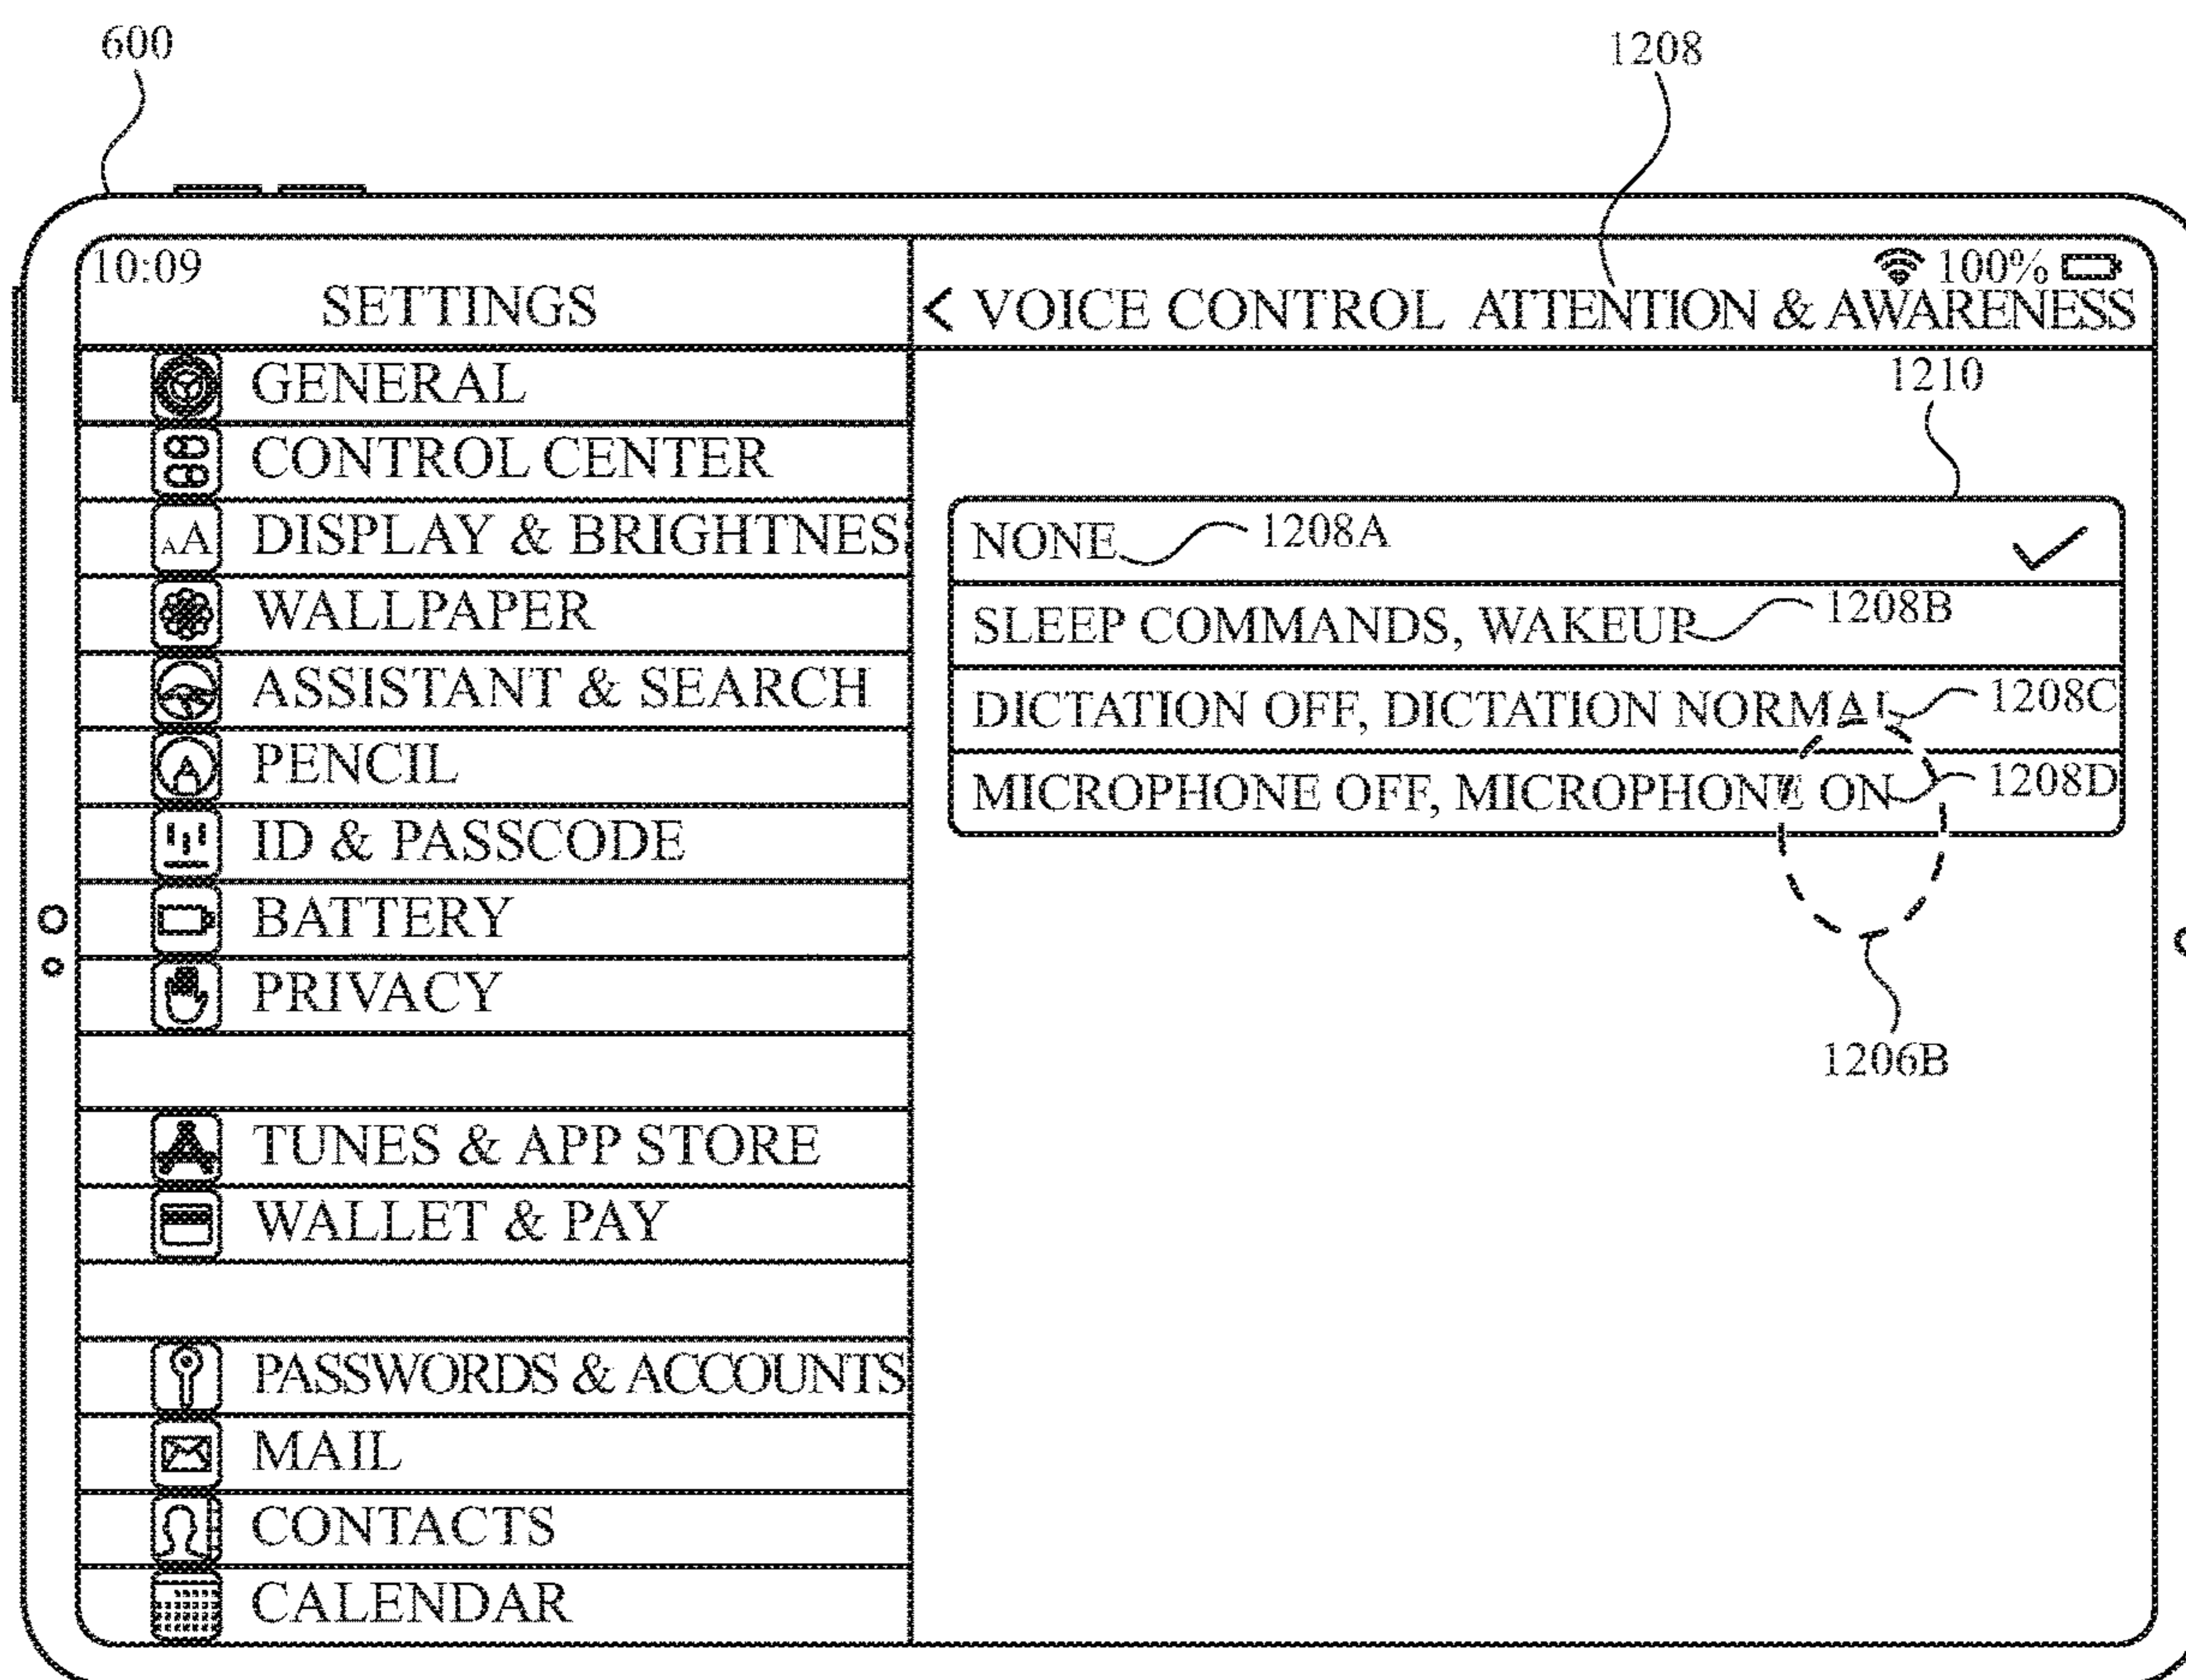 600
1208
10:09
100%
SETTINGS
< VOICE CONTROL ATTENTION & AWARENESS
GENERAL
CONTROL CENTER
DISPLAY & BRIGHTNES
AA
WALLPAPER
ASSISTANT & SEARCH
PENCIL
ID & PASSCODE
BATTERY
PRIVACY
TUNES & APP STORE
WALLET & PAY
PASSWORDS & ACCOUNTS
MAIL
CONTACTS
CALENDAR
1210
NONE 1208A
SLEEP COMMANDS, WAKEUP 1208B
DICTATION OFF, DICTATION NORMAL 1208C
MICROPHONE OFF, MICROPHONE ON 1208D
1206B